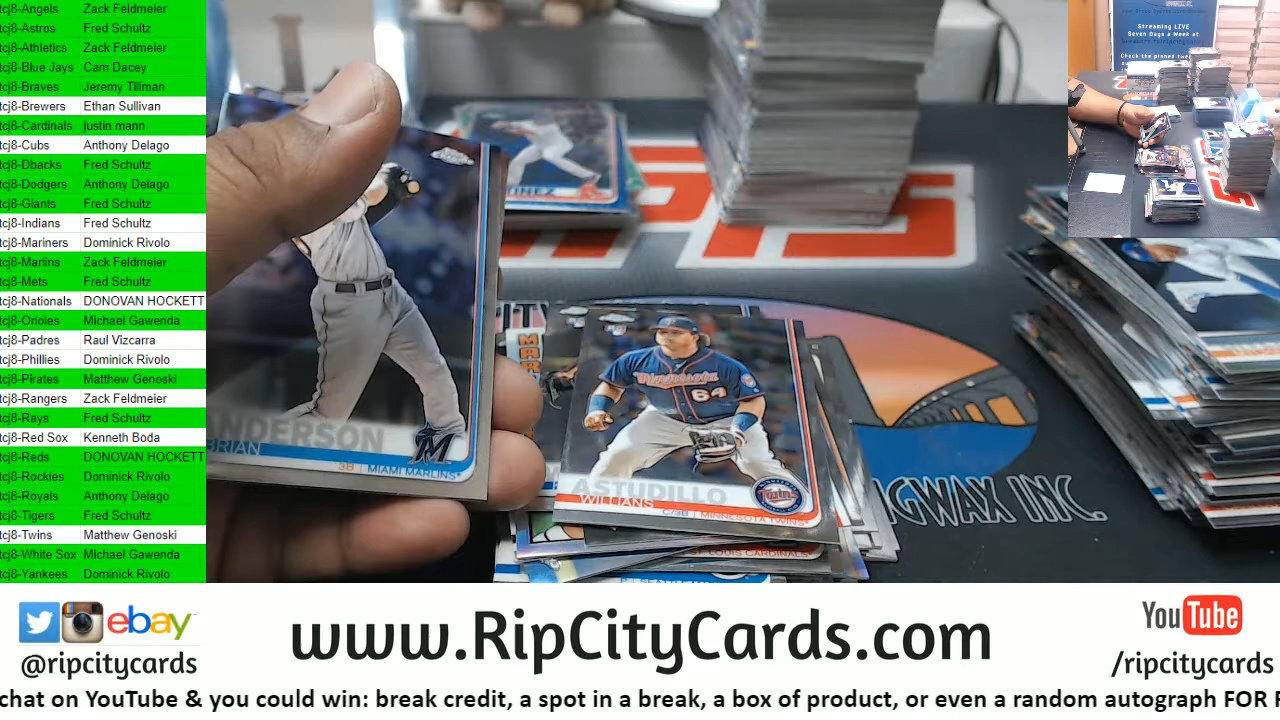 tcj8-Angels Zack Feldmeier
tcj8-Astros Fred Schultz
tcj8-Athletics Zack Feldmeier
tcj8-Blue Jays Cam Dacey
tcj8-Braves Jeremy Tillman
tcj8-Brewers Ethan Sullivan
tcj8-Cardinals justin mann
tcj8-Cubs Anthony Delago
tcj8-Dbacks Fred Schultz
tcj8-Dodgers Anthony Delago
tcj8-Giants Fred Schultz
tcj8-Indians Fred Schultz
tcj8-Mariners Dominick Rivolo
tcj8-Marlins Zack Feldmeier
tcj8-Mets Fred Schultz
tcj8-Nationals DONOVAN HOCKETT
tcj8-Orioles Michael Gawenda
tcj8-Padres Raul Vizcarra
tcj8-Phillies Dominick Rivolo
tcj8-Pirates Matthew Genoski
tcj8-Rangers Zack Feldmeier
tcj8-Rays Fred Schultz
tcj8-Red Sox Kenneth Boda
tcj8-Reds DONOVAN HOCKETT
tcj8-Rockies Dominick Rivolo
tcj8-Royals Anthony Delago
tcj8-Tigers Fred Schultz
tcj8-Twins Matthew Genoski
tcj8-White Sox Michael Gawenda
tcj8-Yankees Dominick Rivolo
Streaming LIVE
Seven Days a Week at
Check the pinned
ANDERSON
BRIAN
3B | MIAMI MARLINS
M
Minnesota
64
ASTUDILLO
WILLIANS
C/3B | MINNESOTA TWINS
Twins
ST. LOUIS CARDINALS
GWAX INC.
ebay
@ripcitycards
www.RipCityCards.com
YouTube
/ripcitycards
chat on YouTube & you could win: break credit, a spot in a break, a box of product, or even a random autograph FOR